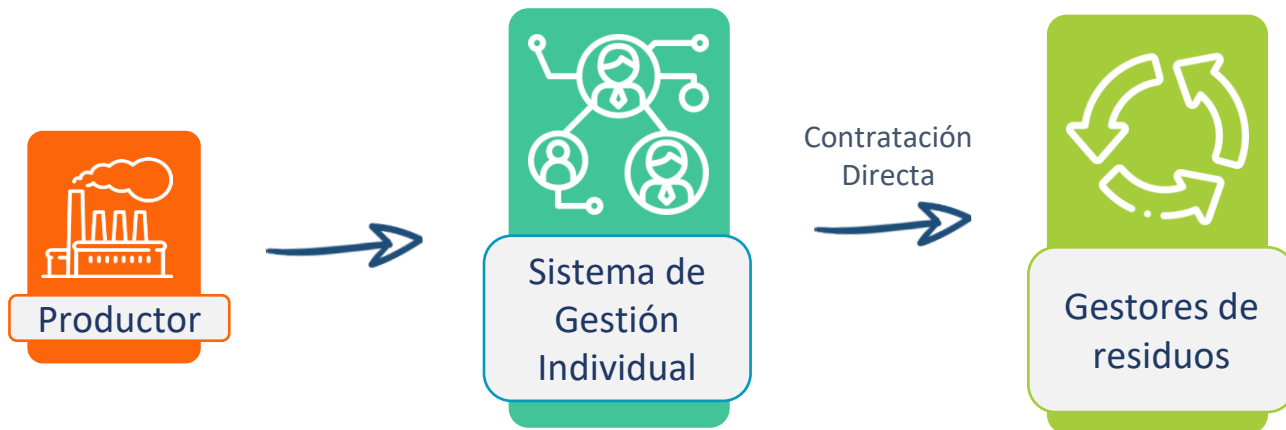 Productor
Sistema de
Gestión
Individual
Contratación
Directa
Gestores de
residuos